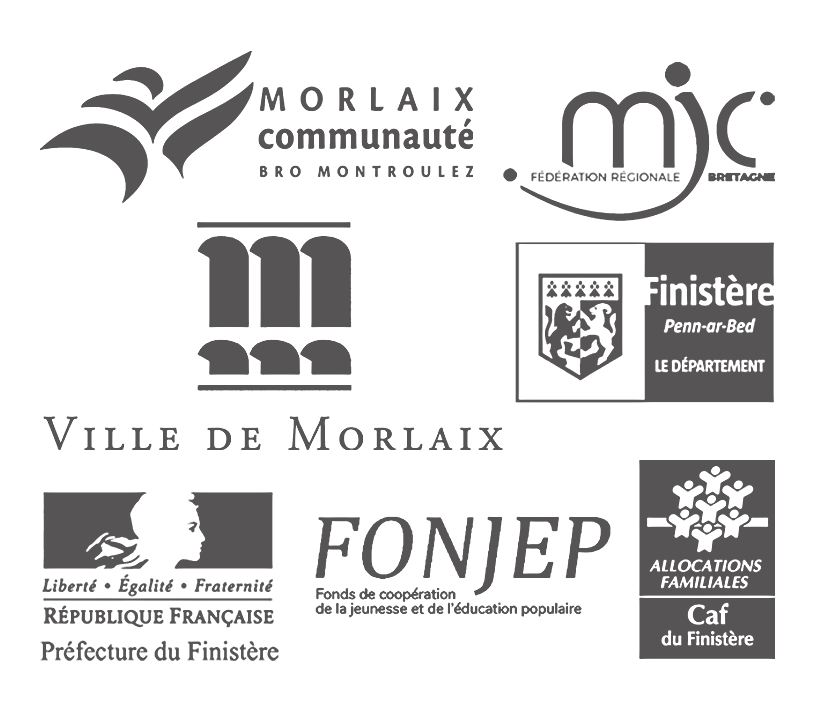 MORLAIX
communauté
BRO MONTROULEZ
mjc
FÉDÉRATION RÉGIONALE BRETAGNE
Finistère
Penn-ar-Bed
LE DÉPARTEMENT
VILLE DE MORLAIX
Liberté • Égalité • Fraternité
RÉPUBLIQUE FRANÇAISE
Préfecture du Finistère
FONJEP
Fonds de coopération
de la jeunesse et de l'éducation populaire
ALLOCATIONS
FAMILIALES
Caf
du Finistère